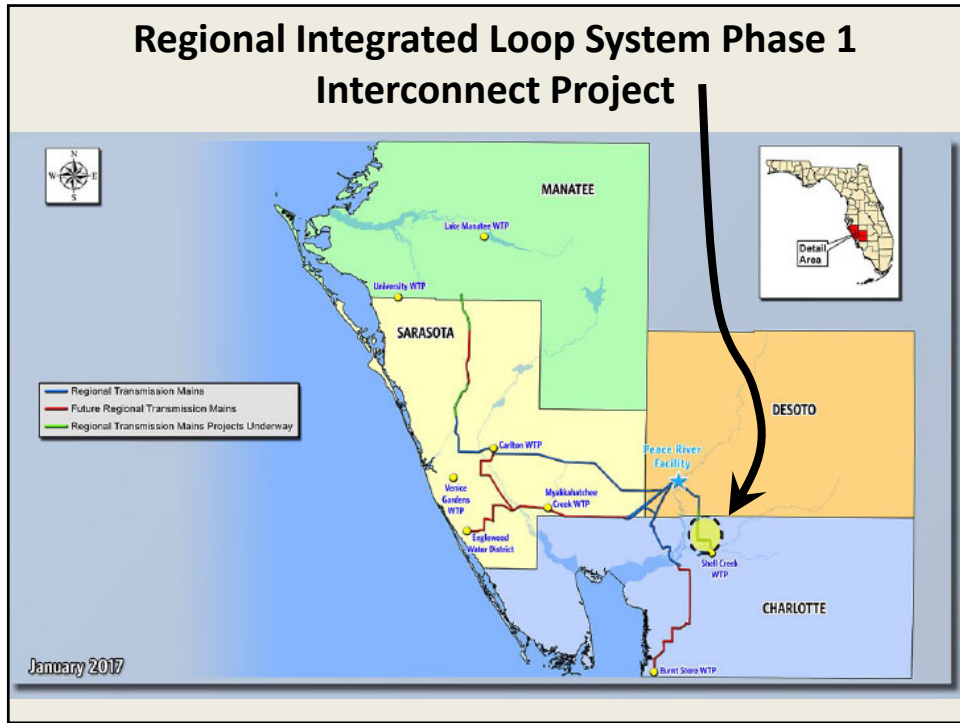 Regional Integrated Loop System Phase 1
Interconnect Project
N
W
E
S
MANATEE
Lake Manatee WTP
Detail
Area
University WTP
SARASOTA
Regional Transmission Mains
Future Regional Transmission Mains
Regional Transmission Mains Projects Underway
DESOTO
Carlton WTP
Peace River
Facility
Venice
Gardens
WTP
Myakkahatchee
Creek WTP
Englewood
Water District
Shell Creek
WTP
CHARLOTTE
January 2017
Burnt Store WTP